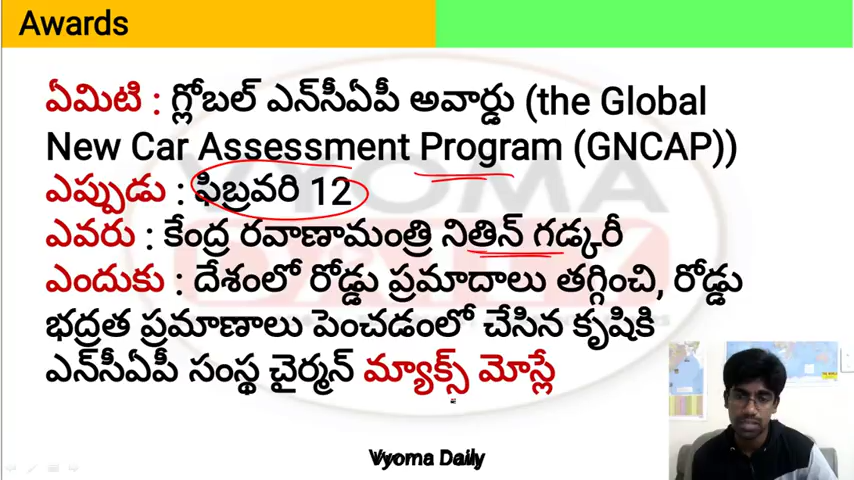 Awards
ఏమిటి : గ్లోబల్ ఎన్‌సీఏపీ అవార్డు (the Global
New Car Assessment Program (GNCAP))
ఎప్పుడు : ఫిబ్రవరి 12
ఎవరు : కేంద్ర రవాణామంత్రి నితిన్ గడ్కరీ
ఎందుకు : దేశంలో రోడ్డు ప్రమాదాలు తగ్గించి, రోడ్డు
భద్రత ప్రమాణాలు పెంచడంలో చేసిన కృషికి
ఎన్‌సీఏపీ సంస్థ చైర్మన్ మ్యాక్స్ మోస్లే
Vyoma Daily